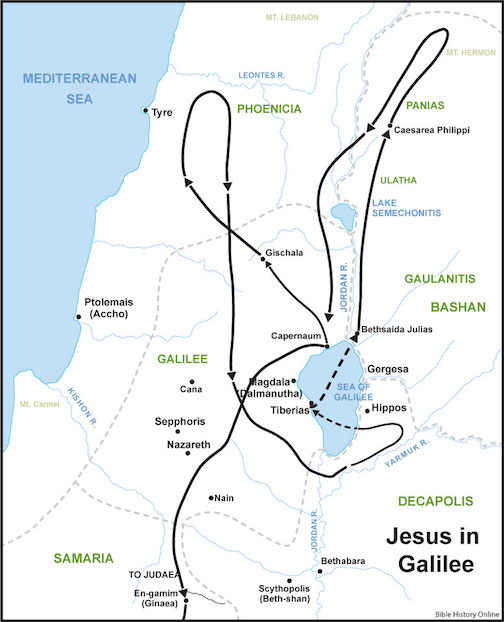 MT. LEBANON
MT. HERMON
MEDITERRANEAN
SEA
LEONTES R.
PHOENICIA
PANIAS
Tyre
Caesarea Philippi
ULATHA
LAKE
SEMECHONITIS
Gischala
JORDAN R.
GAULANITIS
BASHAN
Ptolemais
(Accho)
Capernaum
Bethsaida Julias
GALILEE
Gergesa
Magdala
(Dalmanutha)
SEA OF
GALILEE
Cana
Mt. Carmel
KISHON R.
Tiberias
Hippos
Sepphoris
Nazareth
YARMUK R.
Nain
DECAPOLIS
JORDAN R.
Jesus in
Galilee
SAMARIA
Bethabara
TO JUDAEA
Scythopolis
(Beth-shan)
En-gamim
(Ginaea)
Bible History Online